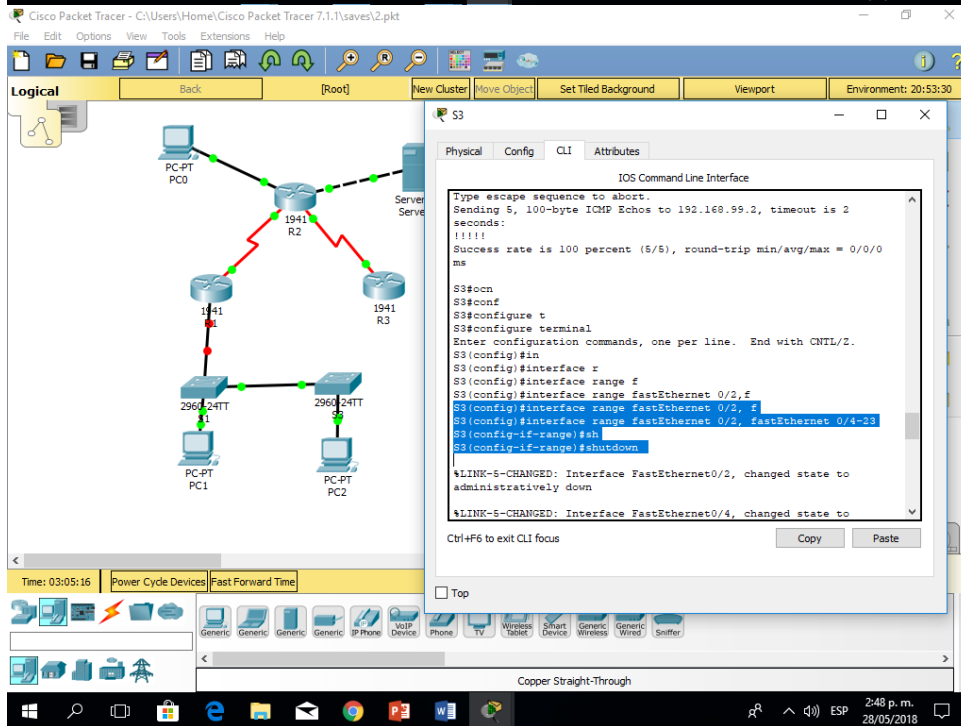 Cisco Packet Tracer - C:\Users\Home\Cisco Packet Tracer 7.1.1\saves\2.pkt
File Edit Options View Tools Extensions Help
Logical Back [Root] New Cluster Move Object Set Tiled Background Viewport Environment: 20:53:30
S3
Physical Config CLI Attributes
IOS Command Line Interface
Type escape sequence to abort.
Sending 5, 100-byte ICMP Echos to 192.168.99.2, timeout is 2
seconds:
!!!!!
Success rate is 100 percent (5/5), round-trip min/avg/max = 0/0/0
ms
S3#ocn
S3#conf
S3#configure t
S3#configure terminal
Enter configuration commands, one per line. End with CNTL/Z.
S3(config)#in
S3(config)#interface r
S3(config)#interface range f
S3(config)#interface range fastEthernet 0/2,f
S3(config)#interface range fastEthernet 0/2, f
S3(config)#interface range fastEthernet 0/2, fastEthernet 0/4-23
S3(config-if-range)#sh
S3(config-if-range)#shutdown
%LINK-5-CHANGED: Interface FastEthernet0/2, changed state to
administratively down
%LINK-5-CHANGED: Interface FastEthernet0/4, changed state to
Ctrl+F6 to exit CLI focus
Copy Paste
Top
PC-PT
PC0
Server
Serve
1941
R2
1941
R1
1941
R3
2960-24TT
S1
2960-24TT
S3
PC-PT
PC1
PC-PT
PC2
Time: 03:05:16 Power Cycle Devices Fast Forward Time
Generic Generic Generic Generic IP Phone VoIP Device Phone TV Wireless Tablet Smart Device Generic Wireless Generic Wired Sniffer
Copper Straight-Through
ESP
2:48 p. m.
28/05/2018